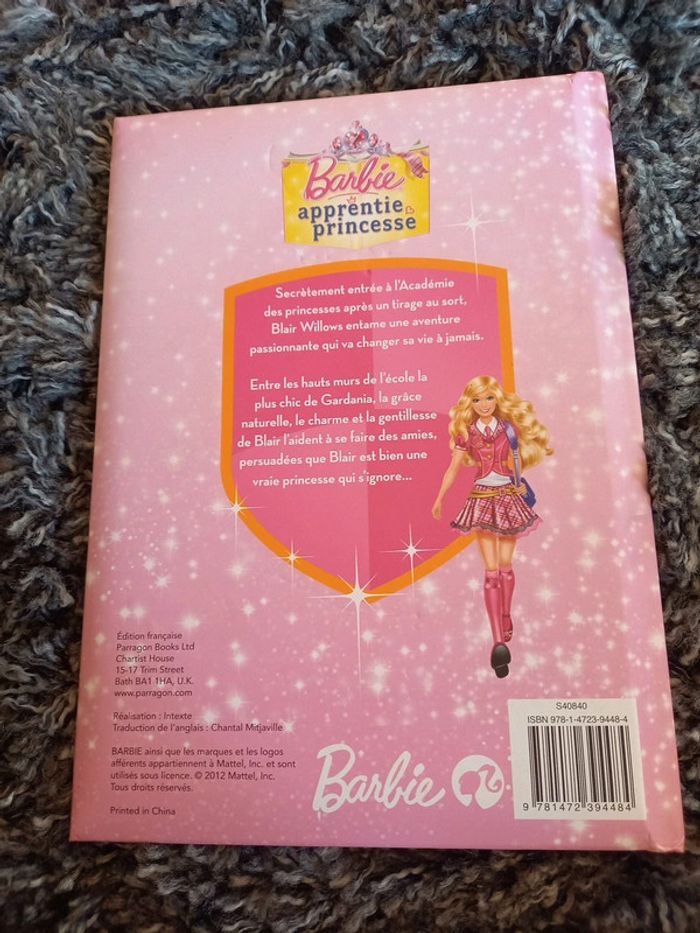 Barbie
apprentie
princesse
Secrètement entrée à l'Académie
des princesses après un tirage au sort,
Blair Willows entame une aventure
passionnante qui va changer sa vie à jamais.
Entre les hauts murs de l'école la
plus chic de Gardania, la grâce
naturelle, le charme et la gentillesse
de Blair l'aident à se faire des amies,
persuadées que Blair est bien une
vraie princesse qui s'ignore...
Édition française
Parragon Books Ltd
Chartist House
15-17 Trim Street
Bath BA1 1HA, U.K.
www.parragon.com
Réalisation : Intexte
Traduction de l'anglais : Chantal Mitjaville
BARBIE ainsi que les marques et les logos
afférents appartiennent à Mattel, Inc. et sont
utilisés sous licence. © 2012 Mattel, Inc.
Tous droits réservés.
Printed in China
Barbie
S40840
ISBN 978-1-4723-9448-4
9 781472 394484